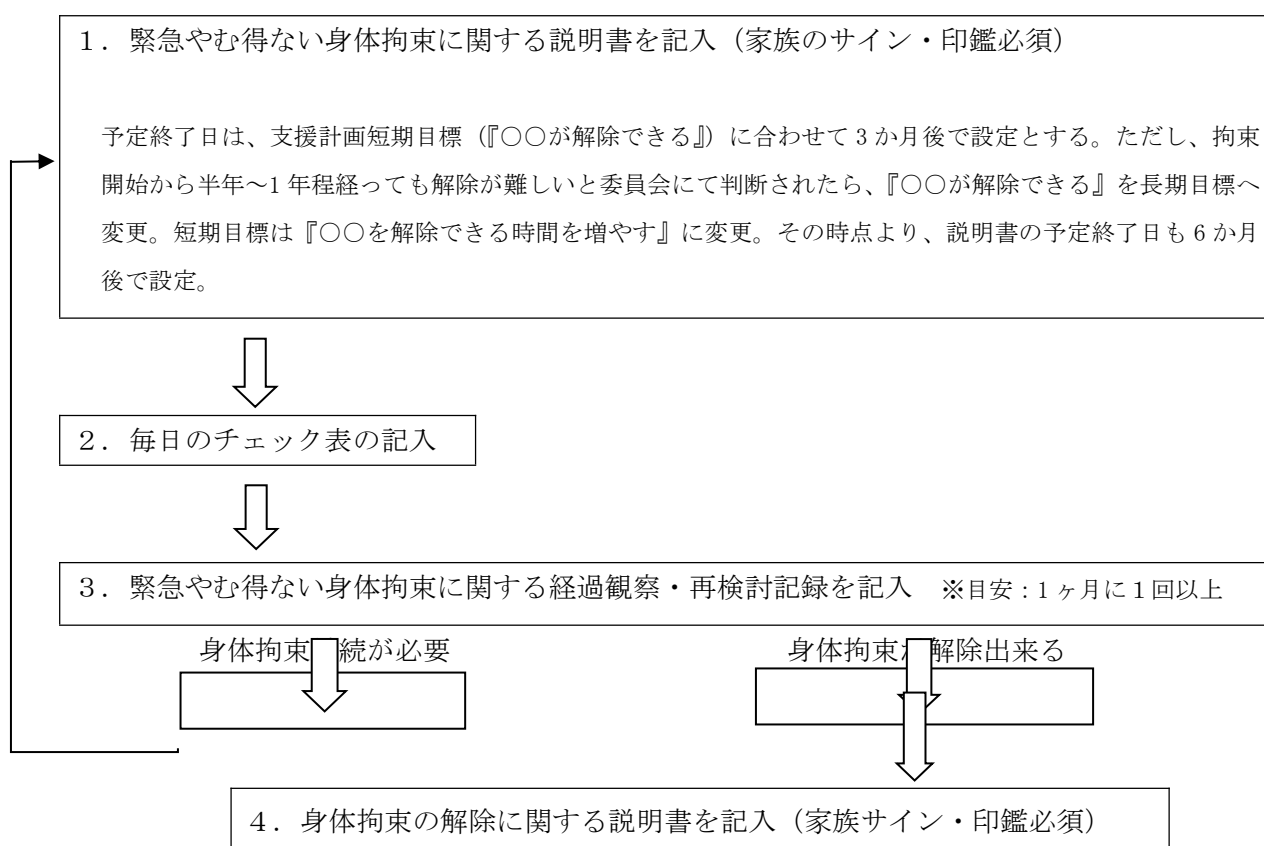 １．緊急やむ得ない身体拘束に関する説明書を記入（家族のサイン・印鑑必須）
予定終了日は、支援計画短期目標（『○○が解除できる』）に合わせて 3 か月後で設定とする。ただし、拘束
開始から半年～1 年程経っても解除が難しいと委員会にて判断されたら、『○○が解除できる』を長期目標へ
変更。短期目標は『○○を解除できる時間を増やす』に変更。その時点より、説明書の予定終了日も 6 か月
後で設定。
２．毎日のチェック表の記入
３．緊急やむ得ない身体拘束に関する経過観察・再検討記録を記入　※目安：1 ヶ月に１回以上
身体拘束 続が必要
身体拘束 解除出来る
４．身体拘束の解除に関する説明書を記入（家族サイン・印鑑必須）